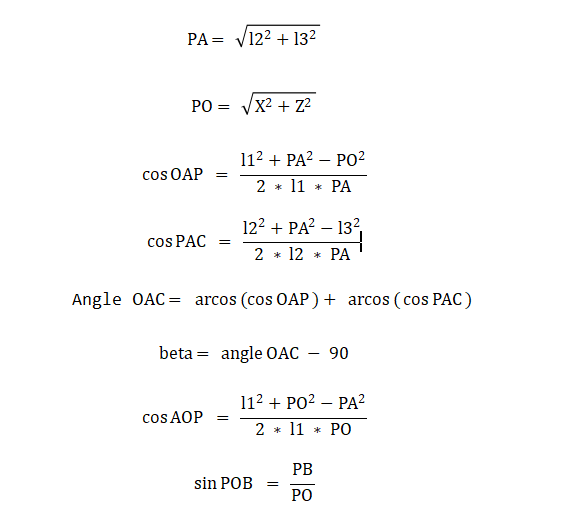 PA = √(l2² + l3²)
PO = √(X² + Z²)
cos OAP = (l1² + PA² − PO²) / (2 * l1 * PA)
cos PAC = (l2² + PA² − l3²) / (2 * l2 * PA)
Angle OAC = arcos (cos OAP) + arcos (cos PAC)
beta = angle OAC − 90
cos AOP = (l1² + PO² − PA²) / (2 * l1 * PO)
sin POB = PB / PO